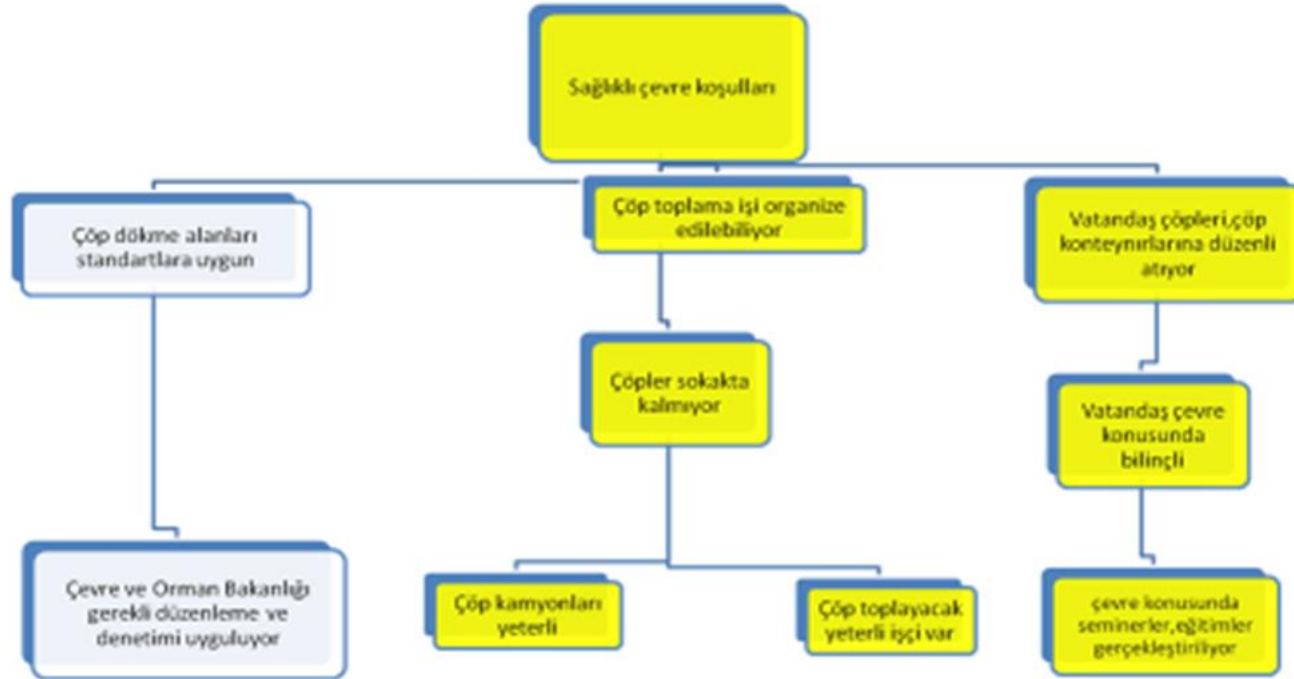 Sağlıklı çevre koşulları
Çöp dökme alanları
standartlara uygun
Çöp toplama işi organize
edilebiliyor
Vatandaş çöpleri,çöp
konteynırlarına düzenli
atıyor
Çöpler sokakta
kalmıyor
Vatandaş çevre
konusunda
bilinçli
Çevre ve Orman Bakanlığı
gerekli düzenleme ve
denetimi uyguluyor
Çöp kamyonları
yeterli
Çöp toplayacak
yeterli işçi var
çevre konusunda
seminerler,eğitimler
gerçekleştiriliyor